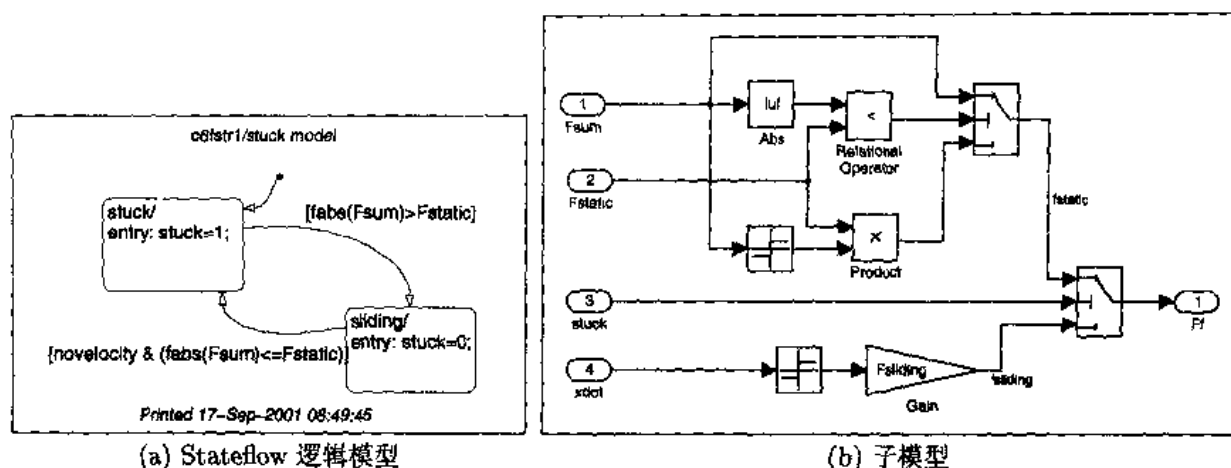 c6fstr1/stuck model
stuck/
entry: stuck=1;
[fabs(Fsum)>Fstatic]
sliding/
entry: stuck=0;
[novelocity & (fabs(Fsum)<=Fstatic)]
Printed 17-Sep-2001 08:49:45
(a) Stateflow 逻辑模型
1
Fsum
|u|
Abs
<
Relational
Operator
2
Fstatic
×
Product
fstatic
3
stuck
1
Ff
4
xdot
Fsliding
Gain
fsliding
(b) 子模型